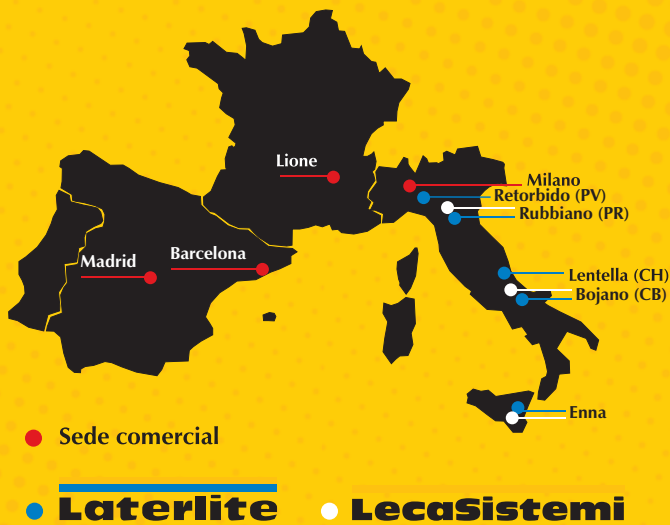 Lione
Milano
Retorbido (PV)
Rubbiano (PR)
Madrid
Barcelona
Lentella (CH)
Bojano (CB)
Enna
Sede comercial
Laterlite
LecaSistemi